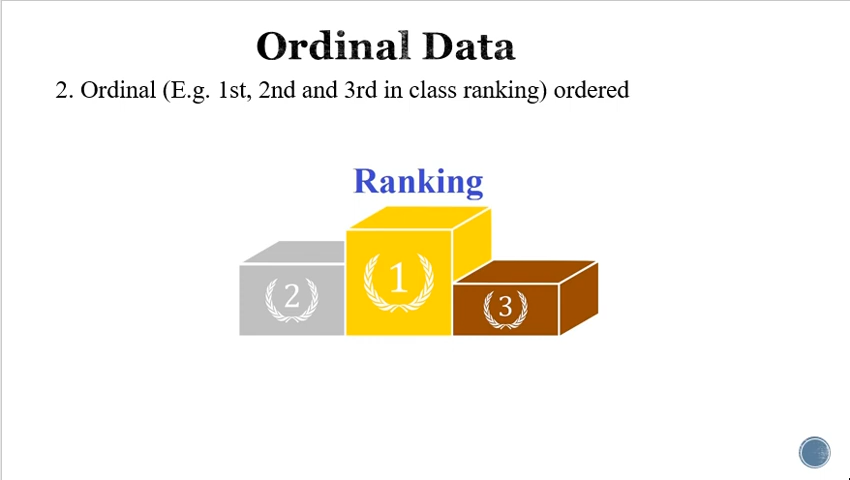 Ordinal Data
2. Ordinal (E.g. 1st, 2nd and 3rd in class ranking) ordered
Ranking
2
1
3